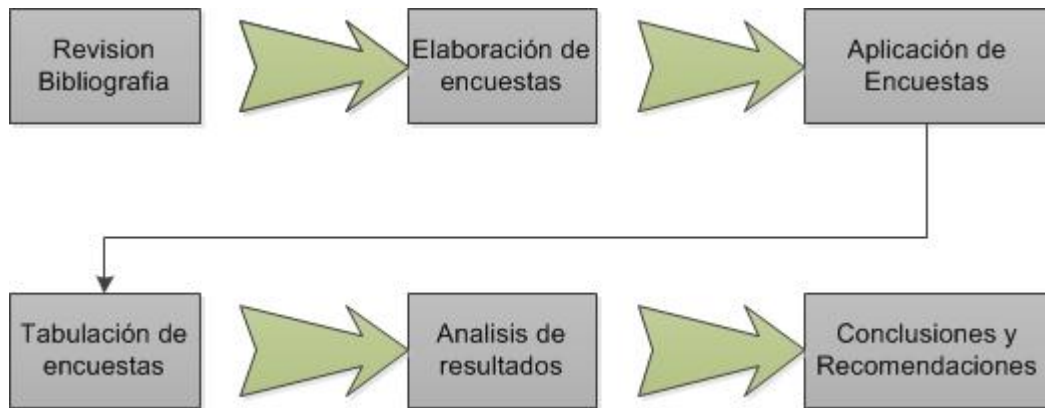 Revision
Bibliografia
Elaboración de
encuestas
Aplicación de
Encuestas
Tabulación de
encuestas
Analisis de
resultados
Conclusiones y
Recomendaciones